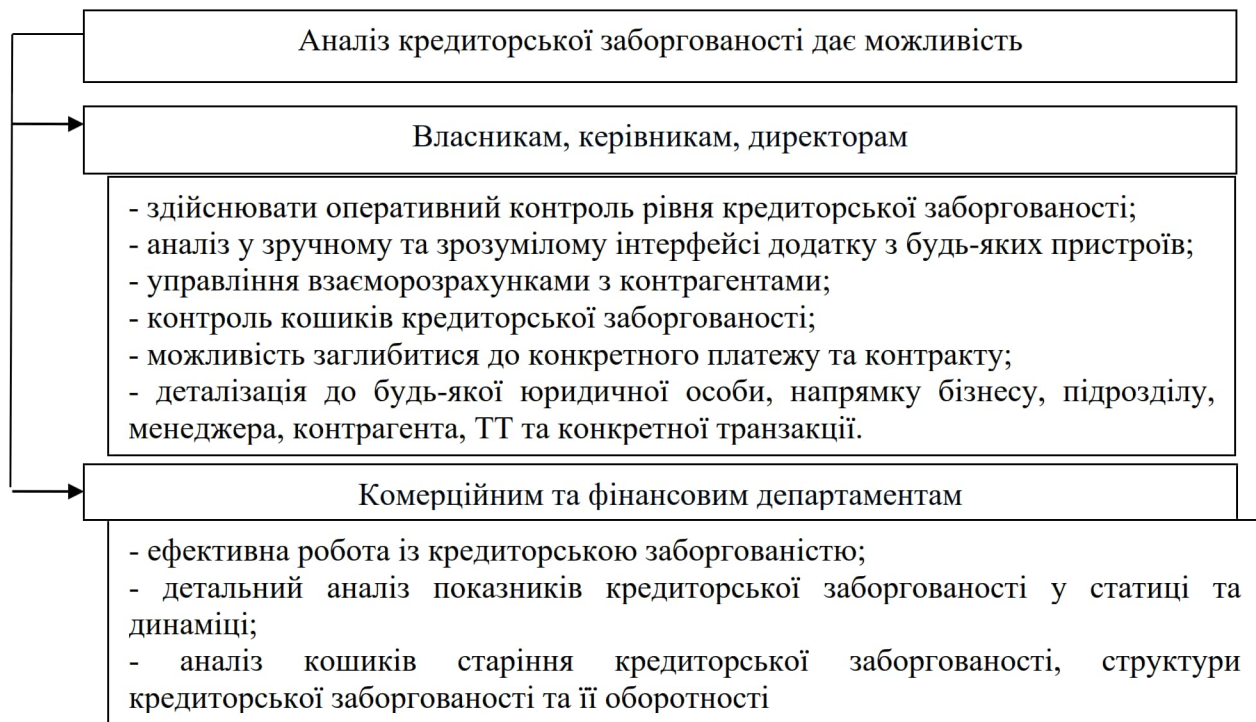 Аналіз кредиторської заборгованості дає можливість
Власникам, керівникам, директорам
- здійснювати оперативний контроль рівня кредиторської заборгованості;
- аналіз у зручному та зрозумілому інтерфейсі додатку з будь-яких пристроїв;
- управління взаєморозрахунками з контрагентами;
- контроль кошиків кредиторської заборгованості;
- можливість заглибитися до конкретного платежу та контракту;
- деталізація до будь-якої юридичної особи, напрямку бізнесу, підрозділу,
менеджера, контрагента, ТТ та конкретної транзакції.
Комерційним та фінансовим департаментам
- ефективна робота із кредиторською заборгованістю;
- детальний аналіз показників кредиторської заборгованості у статиці та
динаміці;
- аналіз кошиків старіння кредиторської заборгованості, структури
кредиторської заборгованості та її оборотності